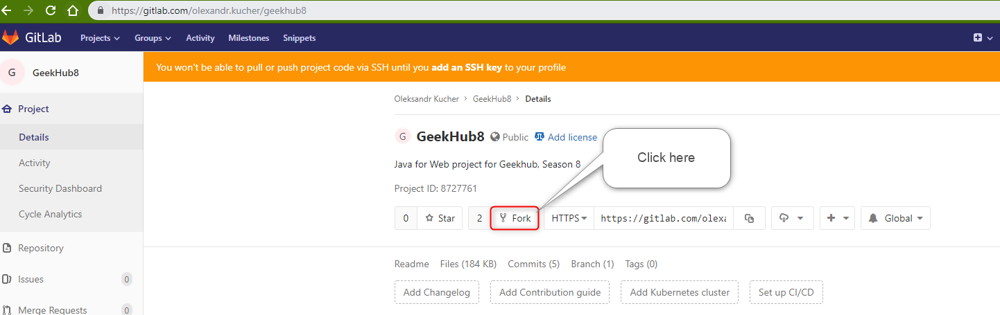 https://gitlab.com/olexandr.kucher/geekhub8
GitLab Projects Groups Activity Milestones Snippets
G GeekHub8
You won't be able to pull or push project code via SSH until you add an SSH key to your profile
Project
Details
Activity
Security Dashboard
Cycle Analytics
Repository
Issues 0
Merge Requests 0
Oleksandr Kucher > GeekHub8 > Details
G GeekHub8 Public Add license
Click here
Java for Web project for Geekhub, Season 8
Project ID: 8727761
0 Star 2 Fork HTTPS https://gitlab.com/olexa Global
Readme Files (184 KB) Commits (5) Branch (1) Tags (0)
Add Changelog Add Contribution guide Add Kubernetes cluster Set up CI/CD